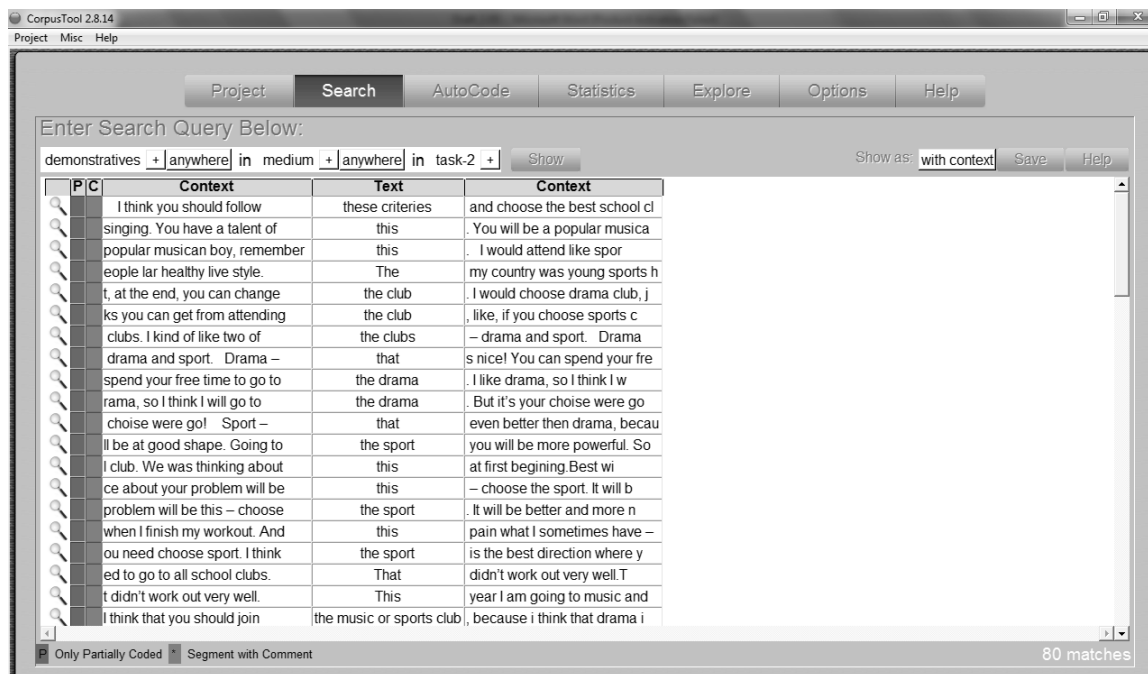 CorpusTool 2.8.14
Project Misc Help
Project Search AutoCode Statistics Explore Options Help
Enter Search Query Below:
demonstratives + anywhere in medium + anywhere in task-2 + Show Show as: with context Save Help
P C Context Text Context
I think you should follow these criteries and choose the best school cl
singing. You have a talent of this . You will be a popular musica
popular musican boy, remember this . I would attend like spor
eople lar healthy live style. The my country was young sports h
t, at the end, you can change the club . I would choose drama club, j
ks you can get from attending the club , like, if you choose sports c
clubs. I kind of like two of the clubs – drama and sport. Drama
drama and sport. Drama – that s nice! You can spend your fre
spend your free time to go to the drama . I like drama, so I think I w
rama, so I think I will go to the drama . But it's your choise were go
choise were go! Sport – that even better then drama, becau
ll be at good shape. Going to the sport you will be more powerful. So
l club. We was thinking about this at first begining.Best wi
ce about your problem will be this – choose the sport. It will b
problem will be this – choose the sport . It will be better and more n
when I finish my workout. And this pain what I sometimes have –
ou need choose sport. I think the sport is the best direction where y
ed to go to all school clubs. That didn't work out very well.T
t didn't work out very well. This year I am going to music and
I think that you should join the music or sports club , because i think that drama i
P Only Partially Coded * Segment with Comment 80 matches